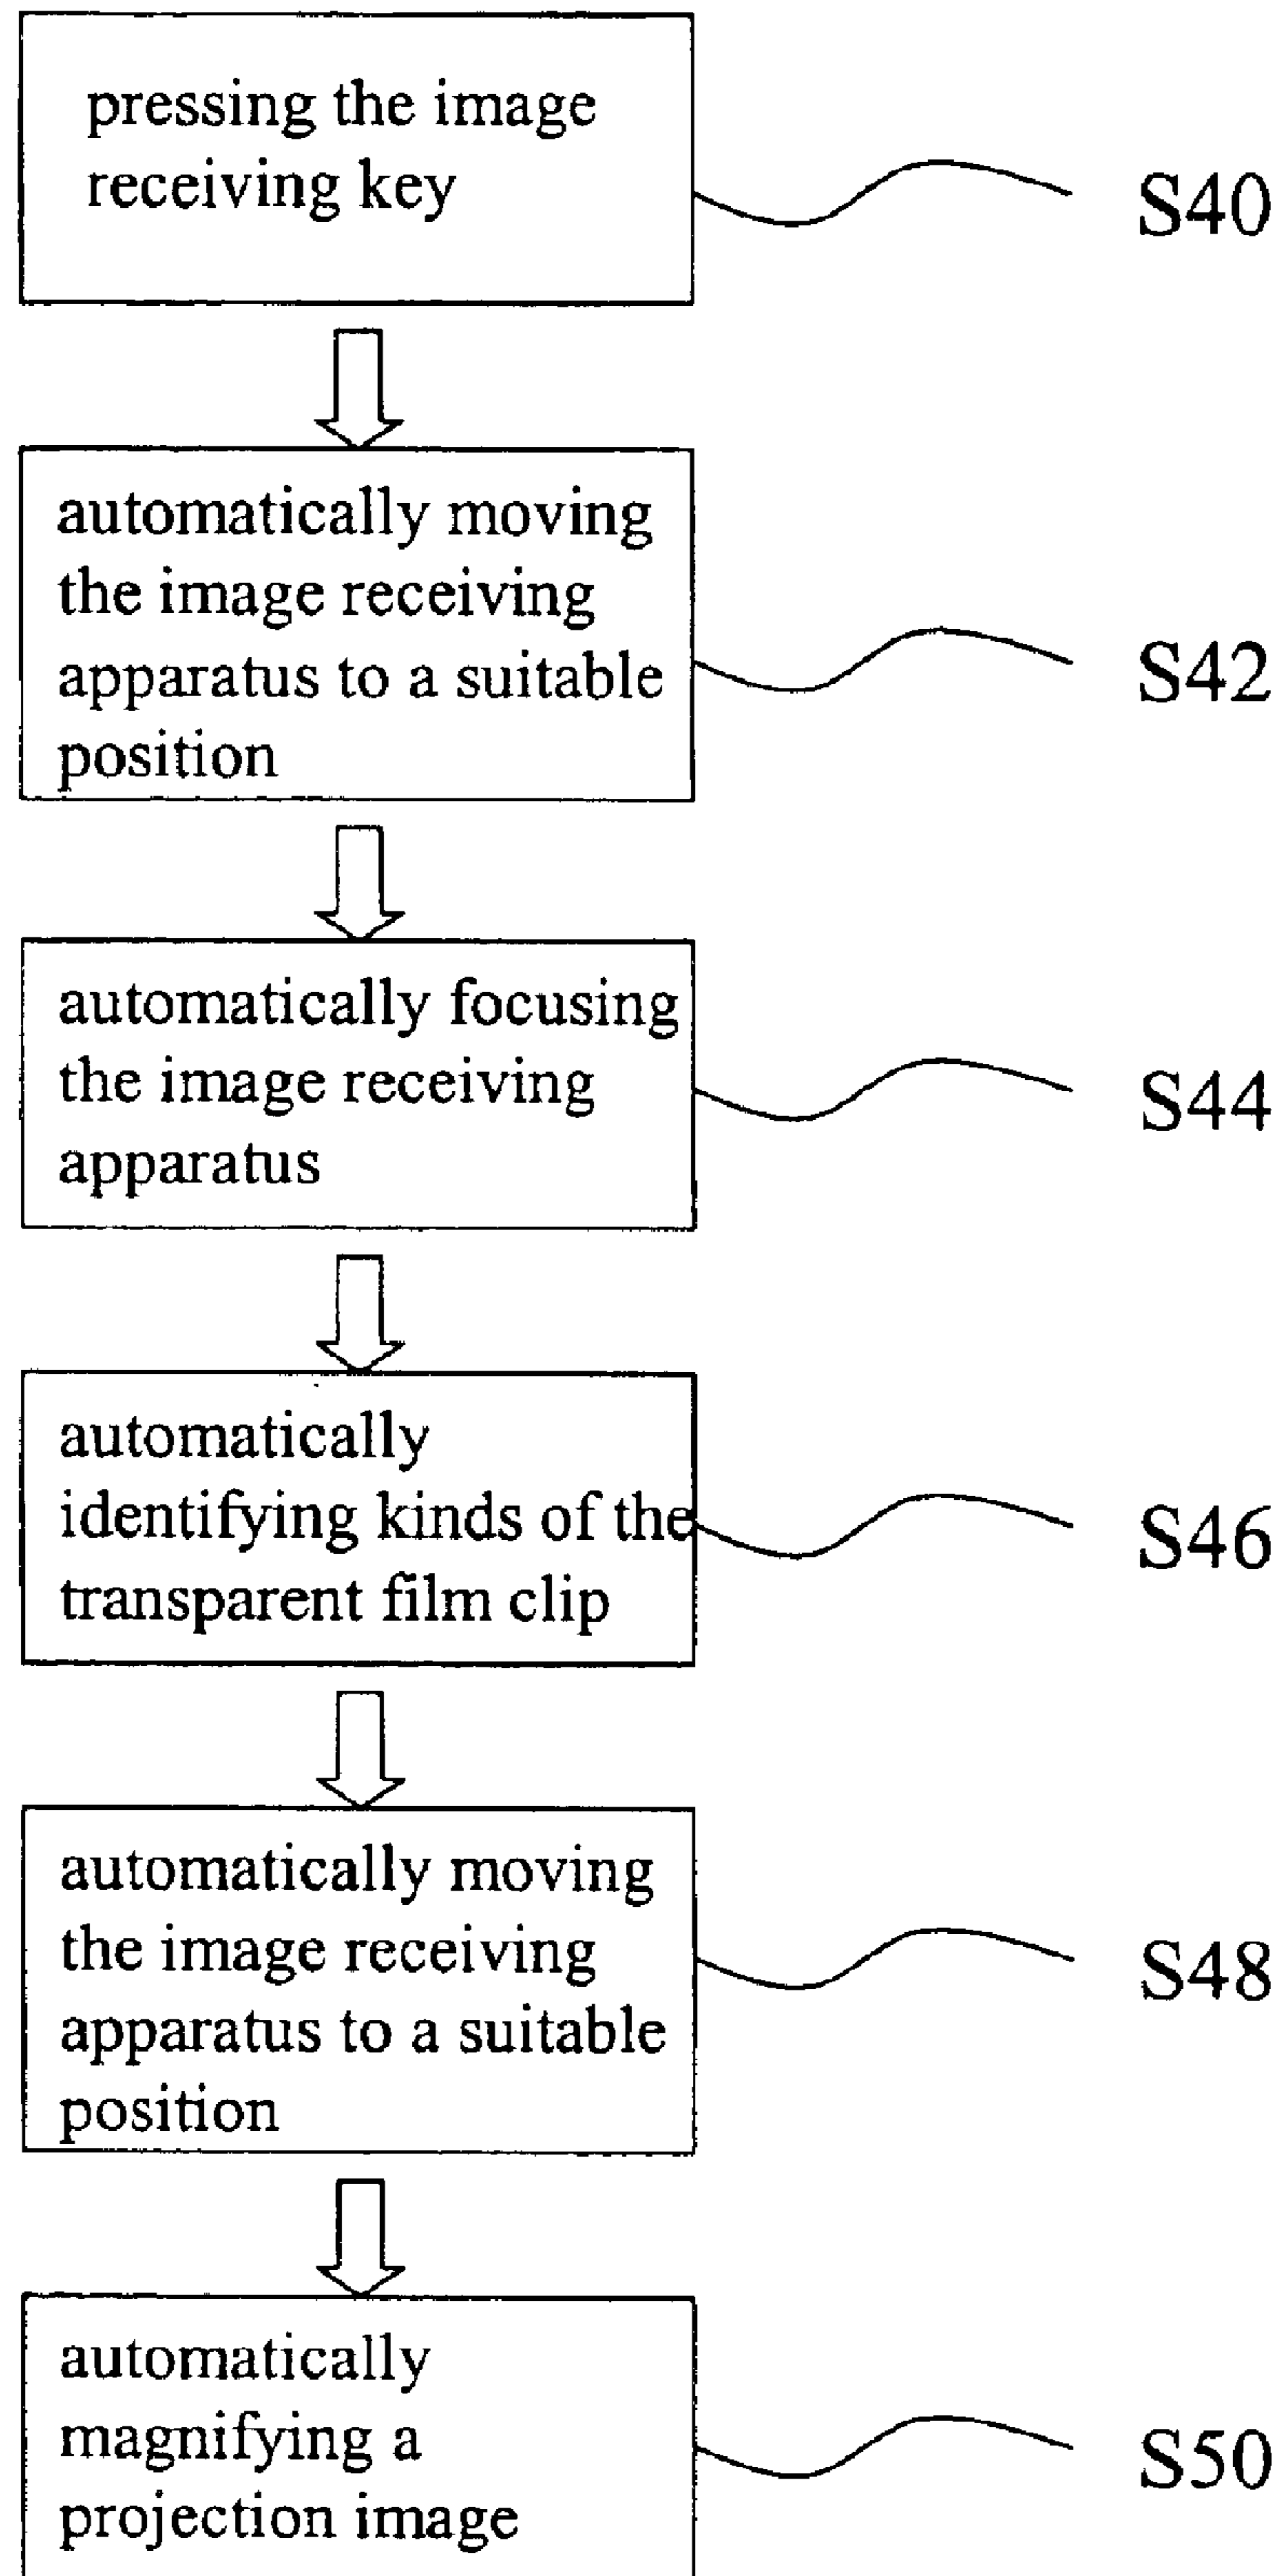 pressing the image
receiving key
S40
automatically moving
the image receiving
apparatus to a suitable
position
S42
automatically focusing
the image receiving
apparatus
S44
automatically
identifying kinds of the
transparent film clip
S46
automatically moving
the image receiving
apparatus to a suitable
position
S48
automatically
magnifying a
projection image
S50